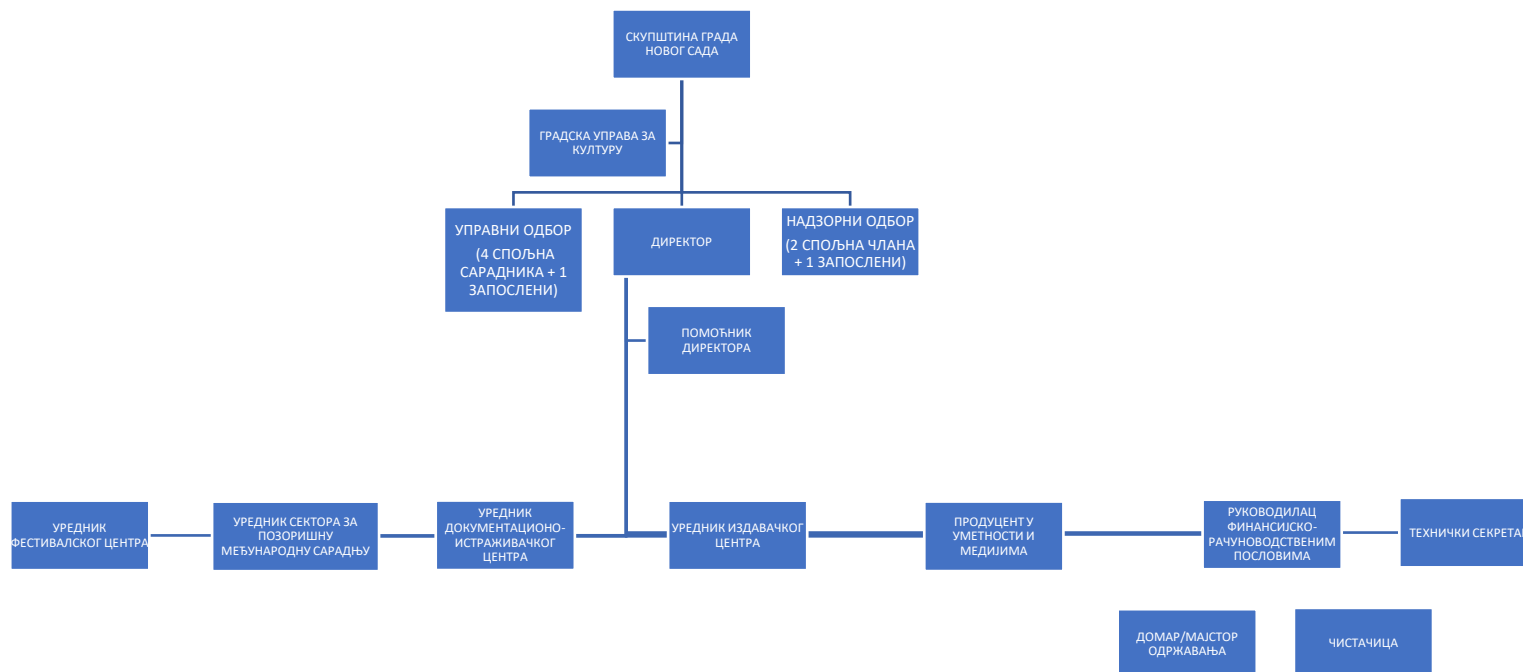 СКУПШТИНА ГРАДА
НОВОГ САДА
ГРАДСКА УПРАВА ЗА
КУЛТУРУ
УПРАВНИ ОДБОР
(4 СПОЉНА
САРАДНИКА + 1
ЗАПОСЛЕНИ)
ДИРЕКТОР
НАДЗОРНИ ОДБОР
(2 СПОЉНА ЧЛАНА
+ 1 ЗАПОСЛЕНИ)
ПОМОЋНИК
ДИРЕКТОРА
УРЕДНИК
ФЕСТИВАЛСКОГ ЦЕНТРА
УРЕДНИК СЕКТОРА ЗА
ПОЗОРИШНУ
МЕЂУНАРОДНУ САРАДЊУ
УРЕДНИК
ДОКУМЕНТАЦИОНО-
ИСТРАЖИВАЧКОГ
ЦЕНТРА
УРЕДНИК ИЗДАВАЧКОГ
ЦЕНТРА
ПРОДУЦЕНТ У
УМЕТНОСТИ И
МЕДИЈИМА
РУКОВОДИЛАЦ
ФИНАНСИЈСКО-
РАЧУНОВОДСТВЕНИМ
ПОСЛОВИМА
ТЕХНИЧКИ СЕКРЕТАР
ДОМАР/МАЈСТОР
ОДРЖАВАЊА
ЧИСТАЧИЦА